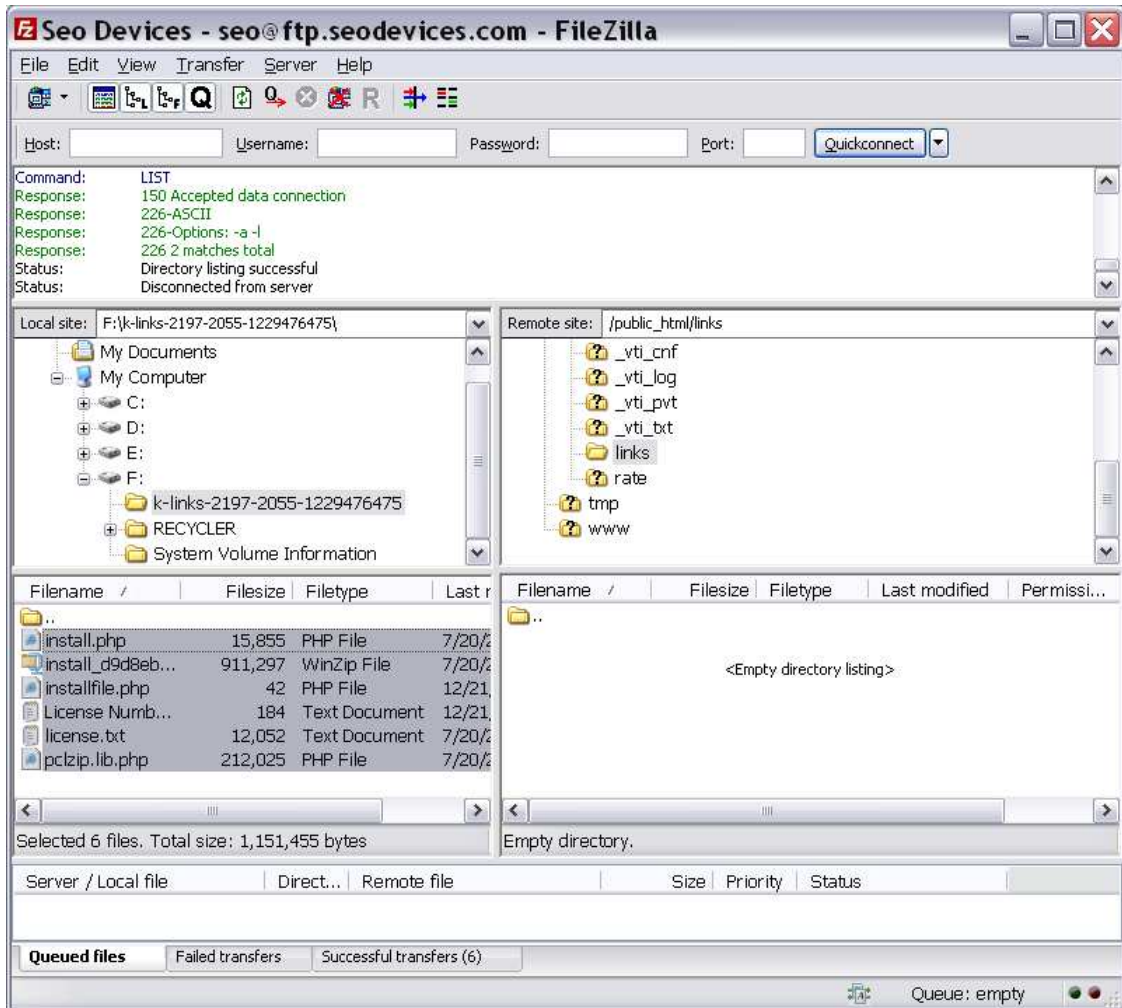 Seo Devices - seo@ftp.seodevices.com - FileZilla
File Edit View Transfer Server Help
Host: Username: Password: Port: Quickconnect
Command: LIST
Response: 150 Accepted data connection
Response: 226-ASCII
Response: 226-Options: -a -l
Response: 226 2 matches total
Status: Directory listing successful
Status: Disconnected from server
Local site: F:\k-links-2197-2055-1229476475\
My Documents
My Computer
C:
D:
E:
F:
k-links-2197-2055-1229476475
RECYCLER
System Volume Information
Remote site: /public_html/links
_vti_cnf
_vti_log
_vti_pvt
_vti_txt
links
rate
tmp
www
Filename / Filesize Filetype Last r
..
install.php 15,855 PHP File 7/20/2
install_d9d8eb... 911,297 WinZip File 7/20/2
installfile.php 42 PHP File 12/21,
License Numb... 184 Text Document 12/21,
license.txt 12,052 Text Document 7/20/2
pclzip.lib.php 212,025 PHP File 7/20/2
Selected 6 files. Total size: 1,151,455 bytes
Filename / Filesize Filetype Last modified Permissi...
..
<Empty directory listing>
Empty directory.
Server / Local file Direct... Remote file Size Priority Status
Queued files Failed transfers Successful transfers (6)
Queue: empty